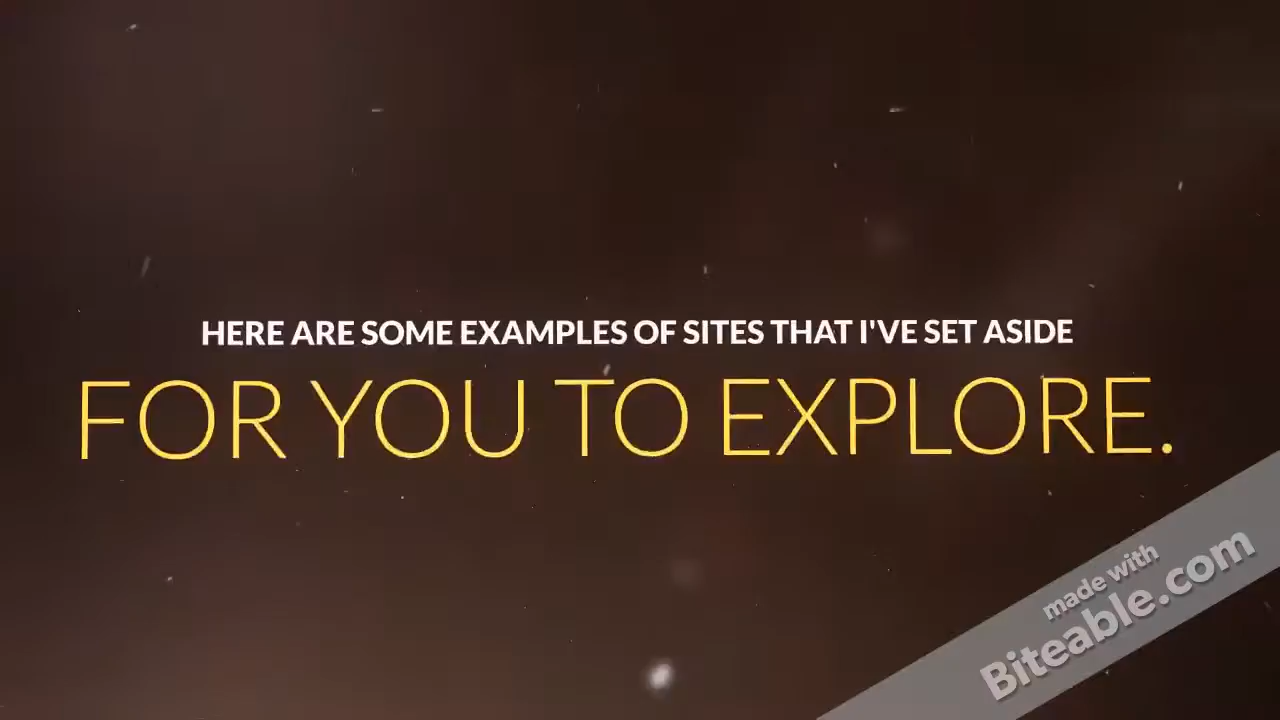 HERE ARE SOME EXAMPLES OF SITES THAT I'VE SET ASIDE
FOR YOU TO EXPLORE.
made with
Biteable.com